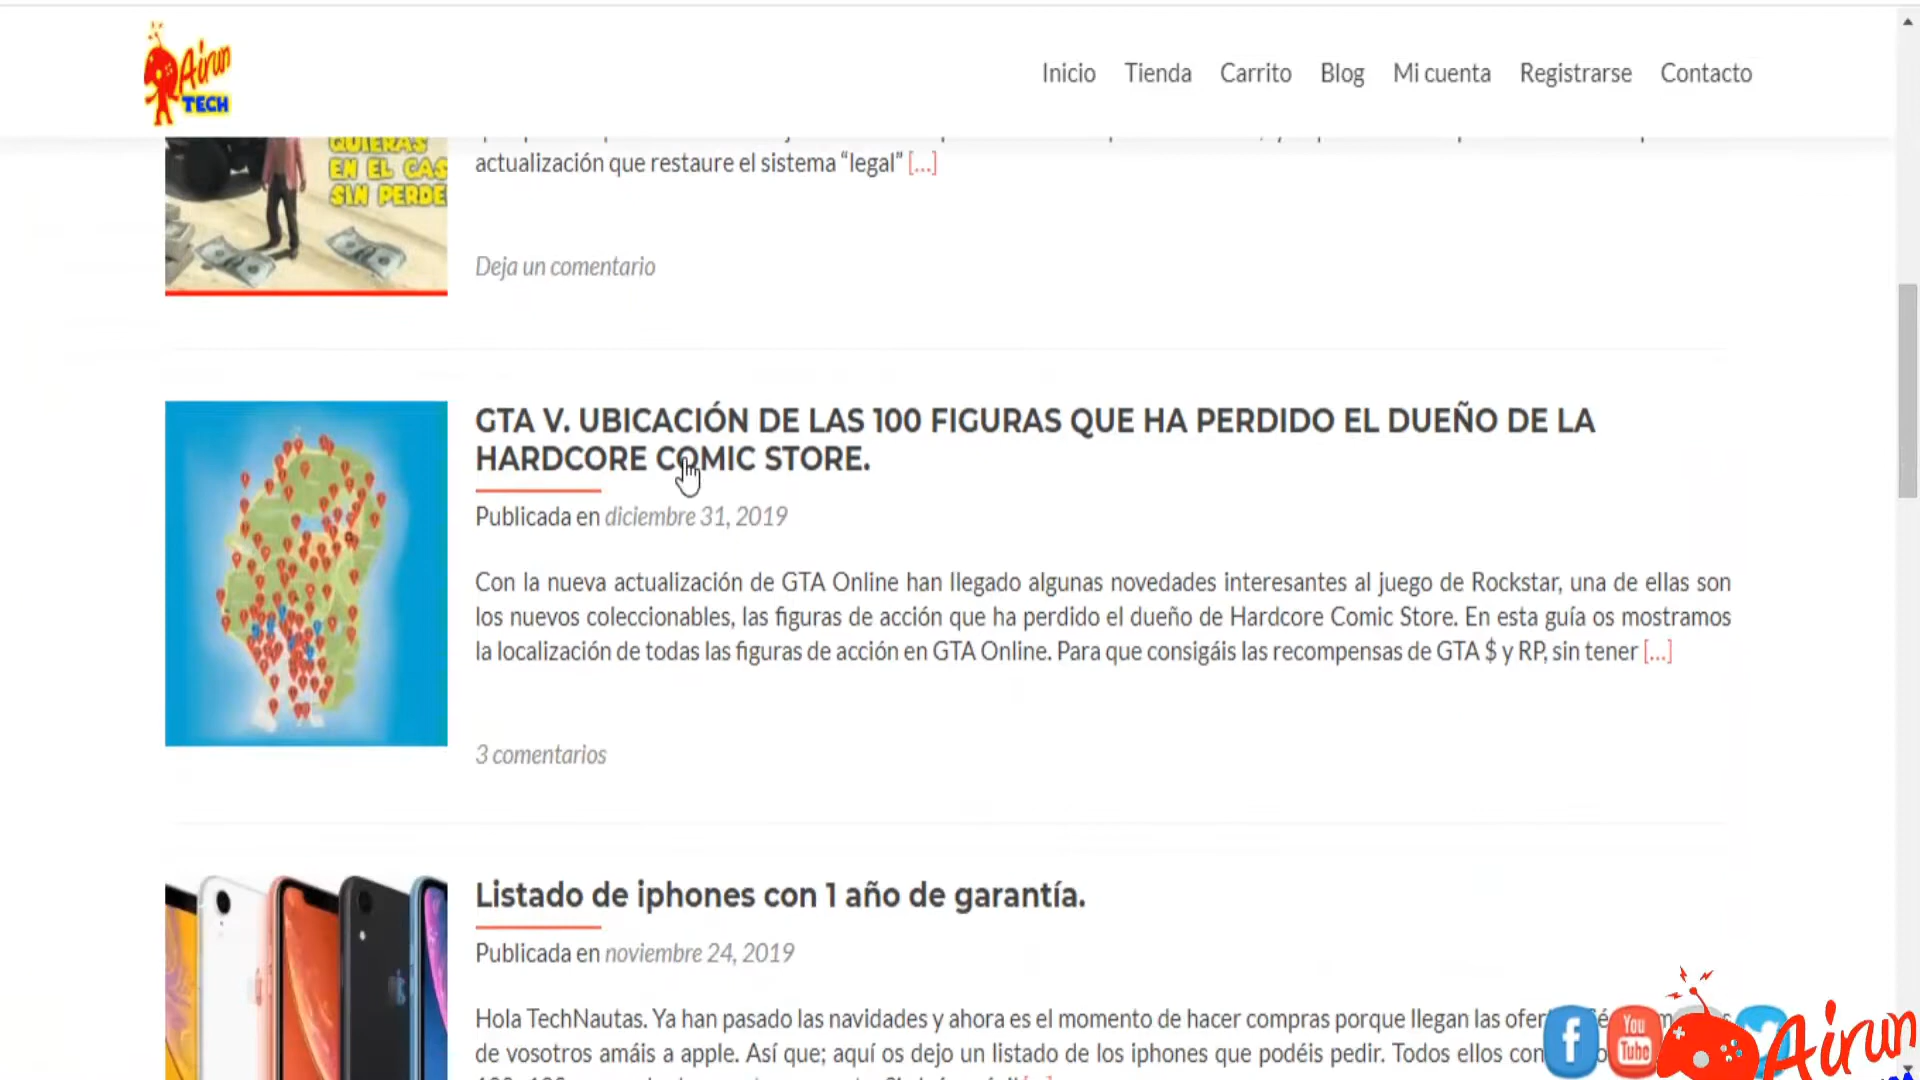 Airun
TECH
Inicio Tienda Carrito Blog Mi cuenta Registrarse Contacto
QUIERAS
EN EL CAS
SIN PERDE
actualización que restaure el sistema “legal” [...]
Deja un comentario
GTA V. UBICACIÓN DE LAS 100 FIGURAS QUE HA PERDIDO EL DUEÑO DE LA
HARDCORE COMIC STORE.
Publicada en diciembre 31, 2019
Con la nueva actualización de GTA Online han llegado algunas novedades interesantes al juego de Rockstar, una de ellas son
los nuevos coleccionables, las figuras de acción que ha perdido el dueño de Hardcore Comic Store. En esta guía os mostramos
la localización de todas las figuras de acción en GTA Online. Para que consigáis las recompensas de GTA $ y RP, sin tener [...]
3 comentarios
Listado de iphones con 1 año de garantía.
Publicada en noviembre 24, 2019
Hola TechNautas. Ya han pasado las navidades y ahora es el momento de hacer compras porque llegan las ofer
de vosotros amáis a apple. Así que; aquí os dejo un listado de los iphones que podéis pedir. Todos ellos con
You
Tube
Airun